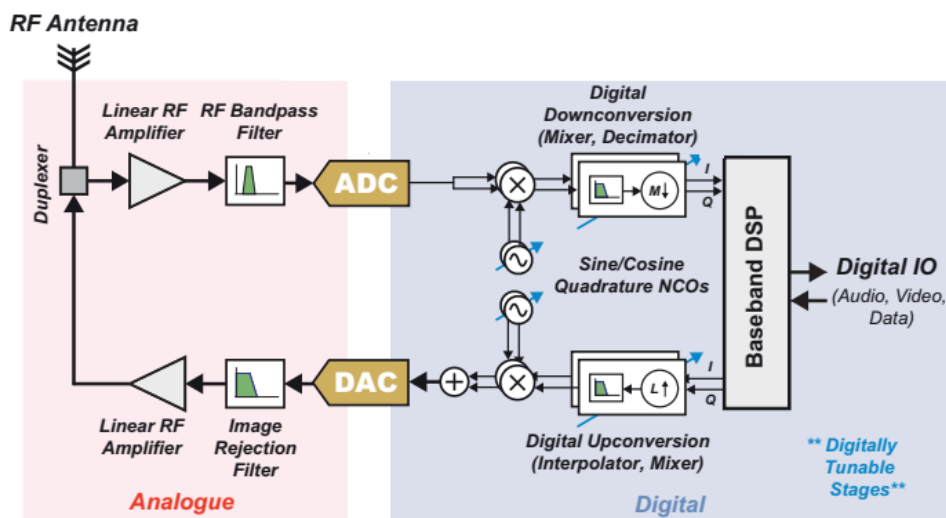 RF Antenna
Linear RF
Amplifier
RF Bandpass
Filter
Digital
Downconversion
(Mixer, Decimator)
Duplexer
ADC
M↓
I
Q
Sine/Cosine
Quadrature NCOs
Baseband DSP
Digital IO
(Audio, Video,
Data)
DAC
L↑
I
Q
Linear RF
Amplifier
Image
Rejection
Filter
Digital Upconversion
(Interpolator, Mixer)
** Digitally
Tunable
Stages**
Analogue
Digital